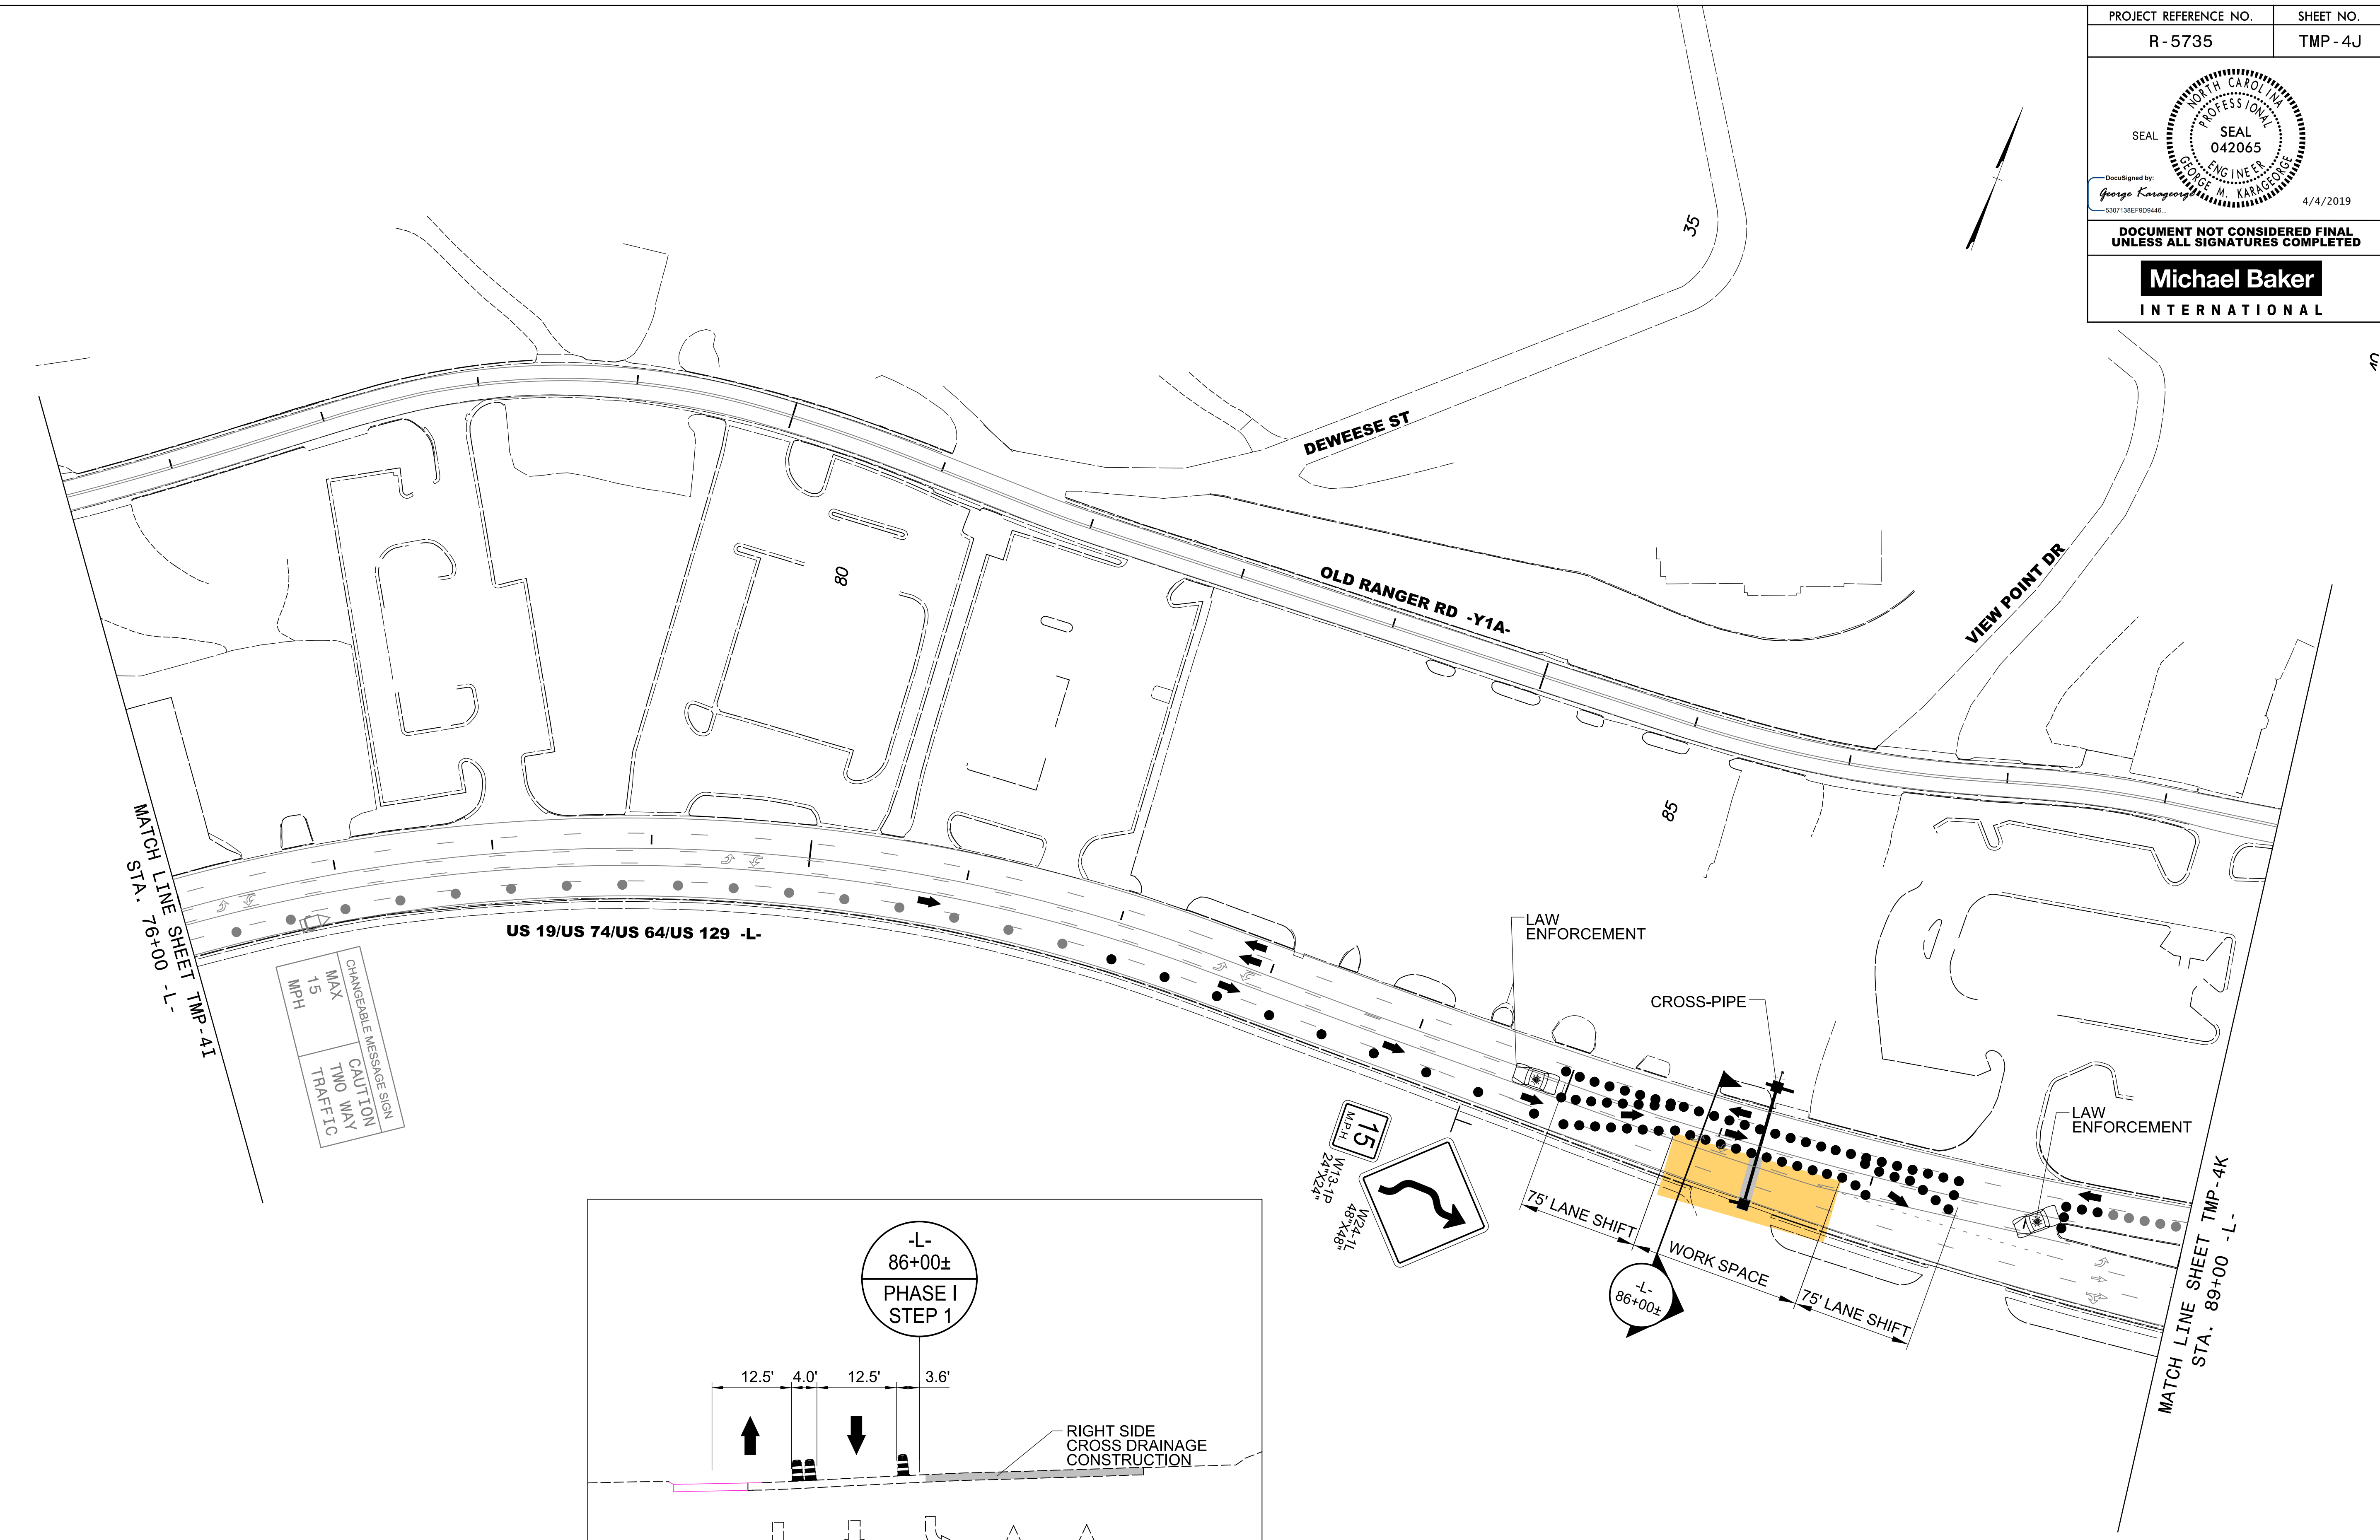 PROJECT REFERENCE NO.
SHEET NO.
R-5735
TMP-4J
SEAL
NORTH CAROLINA
PROFESSIONAL
SEAL
042065
ENGINEER
GEORGE M. KARAGEORGE
DocuSigned by:
George Karageorge
5307138EF9D9446...
4/4/2019
DOCUMENT NOT CONSIDERED FINAL
UNLESS ALL SIGNATURES COMPLETED
Michael Baker
INTERNATIONAL
35
DEWEESE ST
80
OLD RANGER RD -Y1A-
VIEW POINT DR
85
MATCH LINE SHEET TMP-4I
STA. 76+00 -L-
US 19/US 74/US 64/US 129 -L-
CHANGEABLE MESSAGE SIGN
MAX
15
MPH
CAUTION
TWO WAY
TRAFFIC
LAW
ENFORCEMENT
CROSS-PIPE
LAW
ENFORCEMENT
15
M.P.H.
W13-1P
24"X24"
W24-1L
48"X48"
75' LANE SHIFT
WORK SPACE
75' LANE SHIFT
-L-
86+00±
MATCH LINE SHEET TMP-4K
STA. 89+00 -L-
-L-
86+00±
PHASE I
STEP 1
12.5' 4.0' 12.5' 3.6'
RIGHT SIDE
CROSS DRAINAGE
CONSTRUCTION